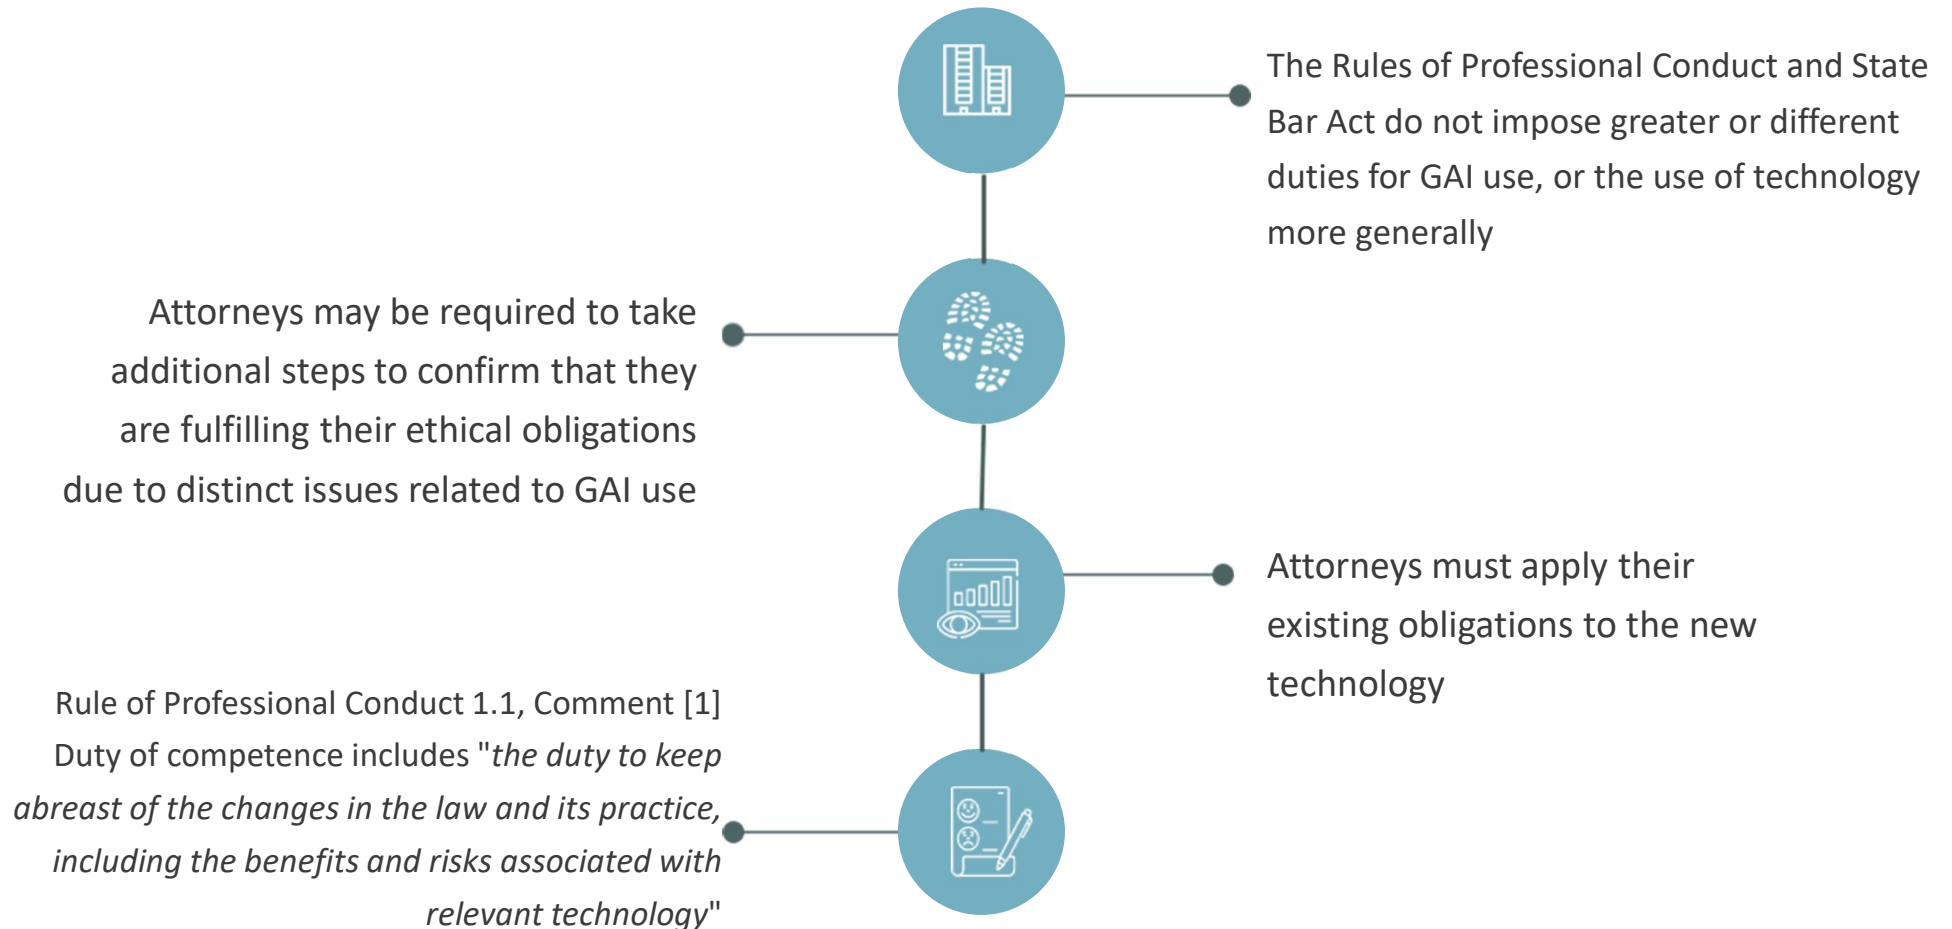 The Rules of Professional Conduct and State
Bar Act do not impose greater or different
duties for GAI use, or the use of technology
more generally
Attorneys may be required to take
additional steps to confirm that they
are fulfilling their ethical obligations
due to distinct issues related to GAI use
Attorneys must apply their
existing obligations to the new
technology
Rule of Professional Conduct 1.1, Comment [1]
Duty of competence includes "the duty to keep
abreast of the changes in the law and its practice,
including the benefits and risks associated with
relevant technology"